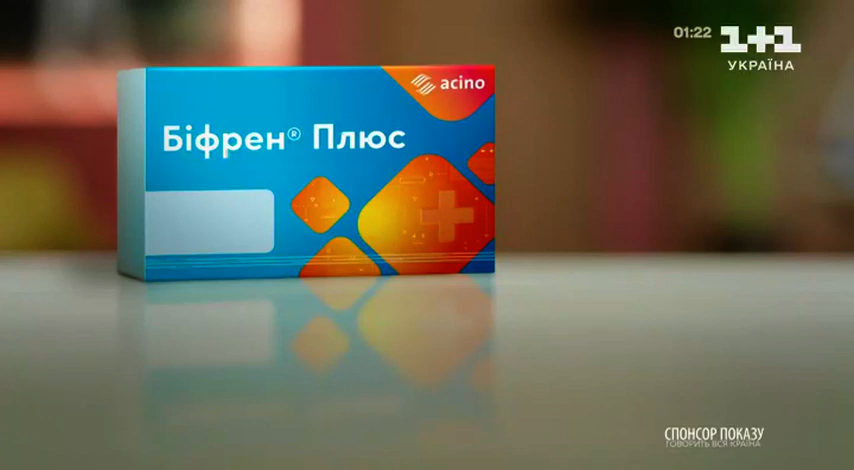 01:22
1+1
УКРАЇНА
acino
Біфрен® Плюс
СПОНСОР ПОКАЗУ
ГОВОРИТЬ ВСЯ КРАЇНА